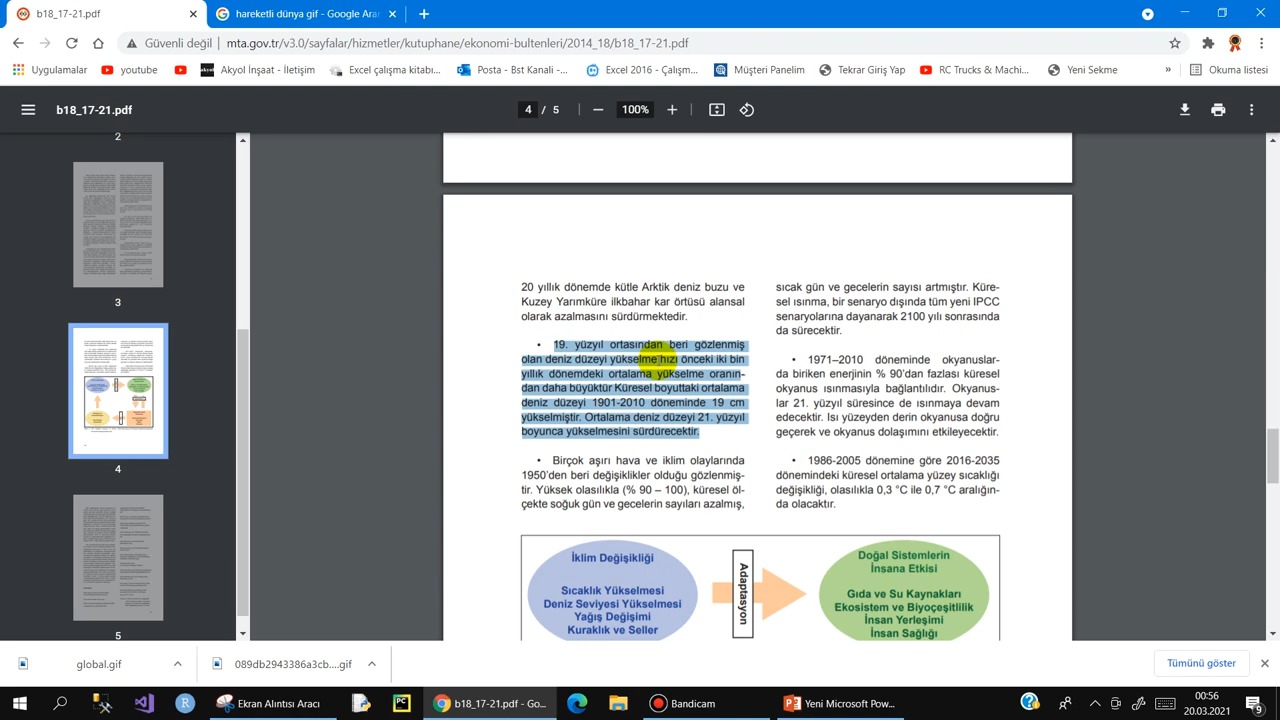 b18_17-21.pdf
hareketli dünya gif - Google Ara
Güvenli değil | mta.gov.tr/v3.0/sayfalar/hizmetler/kutuphane/ekonomi-bultenleri/2014_18/b18_17-21.pdf
Uygulamalar youtube Akyol İnşaat - İletişim Excel çalışma kitabı... Posta - Bst Kanali -... Excel 2016 - Çalışm... Müşteri Panelim Tekrar Giriş Yap RC Trucks & Machi... Yeni Sekme » Okuma listesi
b18_17-21.pdf 4 / 5 100%
2
3
4
5
20 yıllık dönemde kütle Arktik deniz buzu ve
Kuzey Yarımküre ilkbahar kar örtüsü alansal
olarak azalmasını sürdürmektedir.
• 19. yüzyıl ortasından beri gözlenmiş
olan deniz düzeyi yükselme hızı önceki iki bin
yıllık dönemdeki ortalama yükselme oranın-
dan daha büyüktür Küresel boyuttaki ortalama
deniz düzeyi 1901-2010 döneminde 19 cm
yükselmiştir. Ortalama deniz düzeyi 21. yüzyıl
boyunca yükselmesini sürdürecektir.
• Birçok aşırı hava ve iklim olaylarında
1950'den beri değişiklikler olduğu gözlenmiş-
tir. Yüksek olasılıkla (% 90 – 100), küresel öl-
çekte soğuk gün ve gecelerin sayıları azalmış,
sıcak gün ve gecelerin sayısı artmıştır. Küre-
sel ısınma, bir senaryo dışında tüm yeni IPCC
senaryolarına dayanarak 2100 yılı sonrasında
da sürecektir.
• 1971–2010 döneminde okyanuslar-
da biriken enerjinin % 90'dan fazlası küresel
okyanus ısınmasıyla bağlantılıdır. Okyanus-
lar 21. yüzyıl süresince de ısınmaya devam
edecektir. Isı yüzeyden derin okyanusa doğru
geçerek ve okyanus dolaşımını etkileyecektir.
• 1986-2005 dönemine göre 2016-2035
dönemindeki küresel ortalama yüzey sıcaklığı
değişikliği, olasılıkla 0,3 °C ile 0,7 °C aralığın-
da olacaktır.
İklim Değişikliği
Sıcaklık Yükselmesi
Deniz Seviyesi Yükselmesi
Yağış Değişimi
Kuraklık ve Seller
Adaptasyon
Doğal Sistemlerin
İnsana Etkisi
Gıda ve Su Kaynakları
Ekosistem ve Biyoçeşitlilik
İnsan Yerleşimi
İnsan Sağlığı
global.gif
089db2943386a3cb....gif
Tümünü göster
Ekran Alıntısı Aracı
b18_17-21.pdf - Go...
Bandicam
Yeni Microsoft Pow...
00:56
20.03.2021